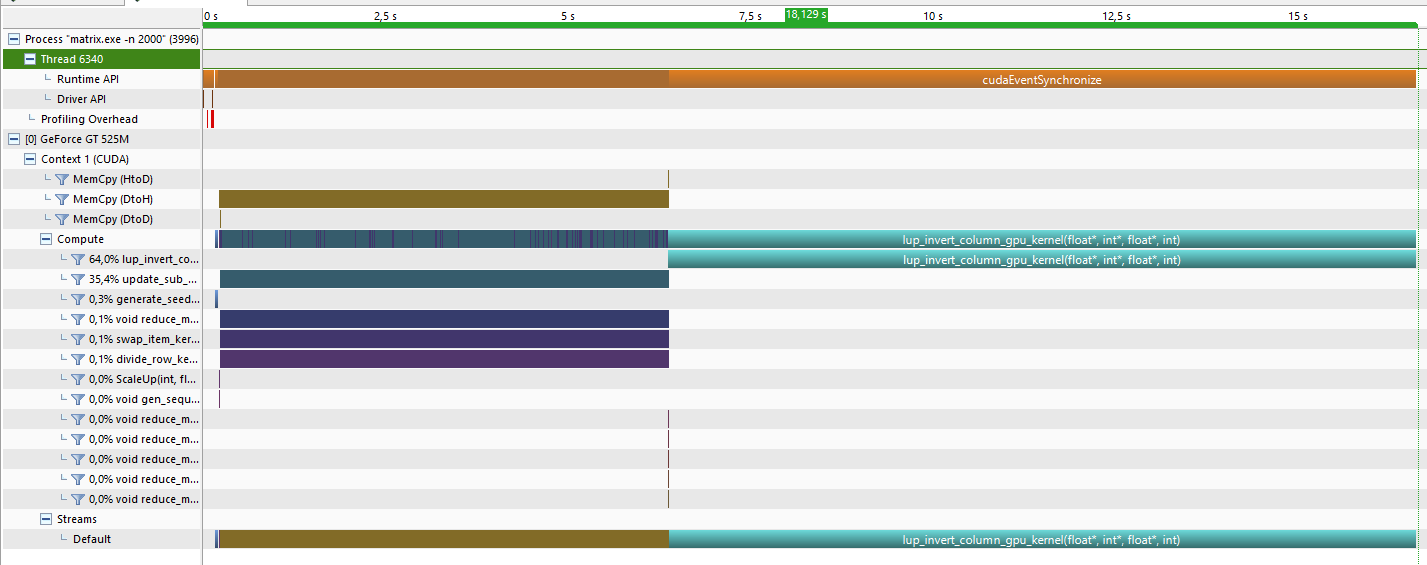 0 s 2,5 s 5 s 7,5 s 18,129 s 10 s 12,5 s 15 s
Process "matrix.exe -n 2000" (3996)
Thread 6340
Runtime API cudaEventSynchronize
Driver API
Profiling Overhead
[0] GeForce GT 525M
Context 1 (CUDA)
MemCpy (HtoD)
MemCpy (DtoH)
MemCpy (DtoD)
Compute lup_invert_column_gpu_kernel(float*, int*, float*, int)
64,0% lup_invert_co... lup_invert_column_gpu_kernel(float*, int*, float*, int)
35,4% update_sub_...
0,3% generate_seed...
0,1% void reduce_m...
0,1% swap_item_ker...
0,1% divide_row_ke...
0,0% ScaleUp(int, fl...
0,0% void gen_sequ...
0,0% void reduce_m...
0,0% void reduce_m...
0,0% void reduce_m...
0,0% void reduce_m...
0,0% void reduce_m...
Streams
Default lup_invert_column_gpu_kernel(float*, int*, float*, int)